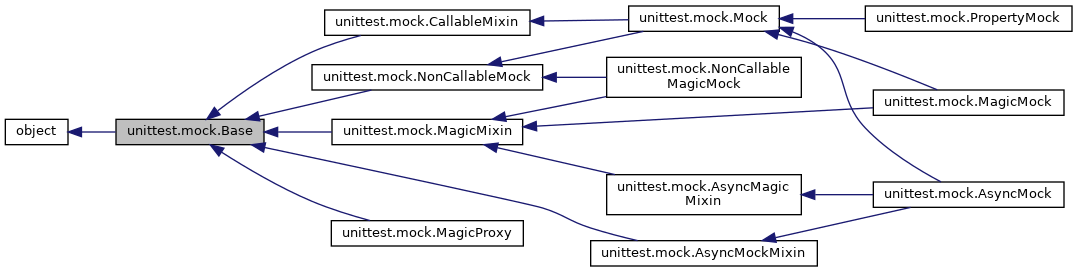 object
unittest.mock.Base
unittest.mock.CallableMixin
unittest.mock.NonCallableMock
unittest.mock.MagicMixin
unittest.mock.MagicProxy
unittest.mock.Mock
unittest.mock.NonCallable
MagicMock
unittest.mock.AsyncMagic
Mixin
unittest.mock.AsyncMockMixin
unittest.mock.PropertyMock
unittest.mock.MagicMock
unittest.mock.AsyncMock